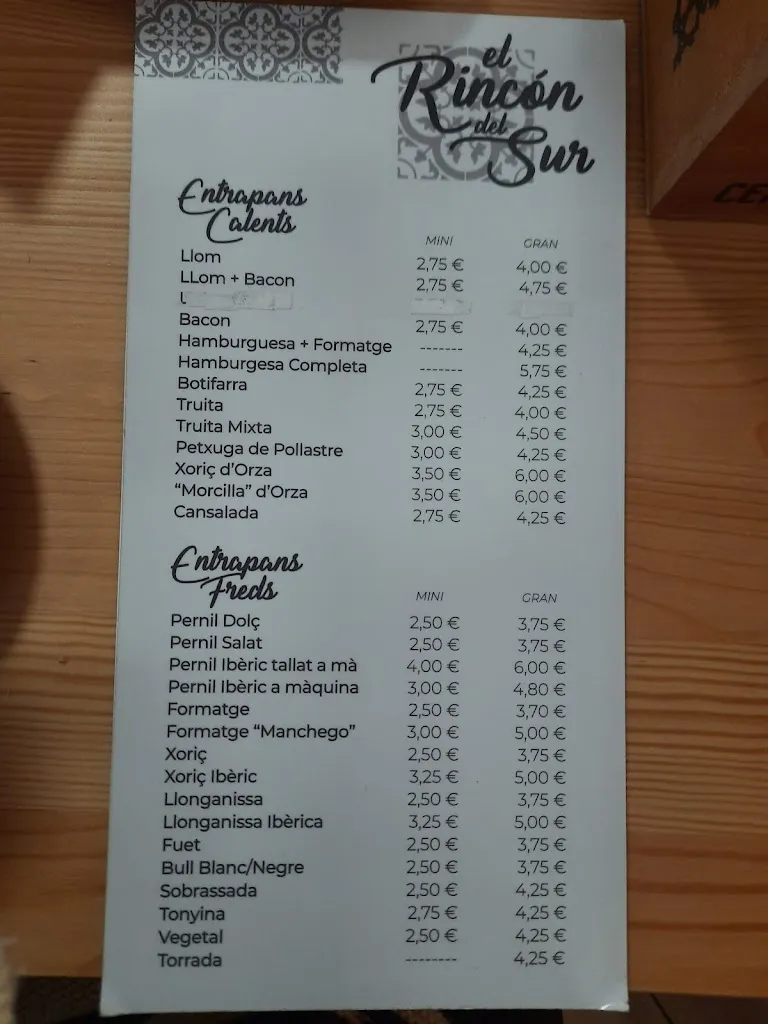 el
Rincón
del
Sur
Entrapans
Calents
MINI GRAN
Llom 2,75 € 4,00 €
LLom + Bacon 2,75 € 4,75 €
Bacon 2,75 € 4,00 €
Hamburguesa + Formatge ------- 4,25 €
Hamburgesa Completa ------- 5,75 €
Botifarra 2,75 € 4,25 €
Truita 2,75 € 4,00 €
Truita Mixta 3,00 € 4,50 €
Petxuga de Pollastre 3,00 € 4,25 €
Xoriç d'Orza 3,50 € 6,00 €
“Morcilla” d'Orza 3,50 € 6,00 €
Cansalada 2,75 € 4,25 €
Entrapans
Freds
MINI GRAN
Pernil Dolç 2,50 € 3,75 €
Pernil Salat 2,50 € 3,75 €
Pernil Ibèric tallat a mà 4,00 € 6,00 €
Pernil Ibèric a màquina 3,00 € 4,80 €
Formatge 2,50 € 3,70 €
Formatge “Manchego” 3,00 € 5,00 €
Xoriç 2,50 € 3,75 €
Xoriç Ibèric 3,25 € 5,00 €
Llonganissa 2,50 € 3,75 €
Llonganissa Ibèrica 3,25 € 5,00 €
Fuet 2,50 € 3,75 €
Bull Blanc/Negre 2,50 € 3,75 €
Sobrassada 2,50 € 4,25 €
Tonyina 2,75 € 4,25 €
Vegetal 2,50 € 4,25 €
Torrada -------- 4,25 €